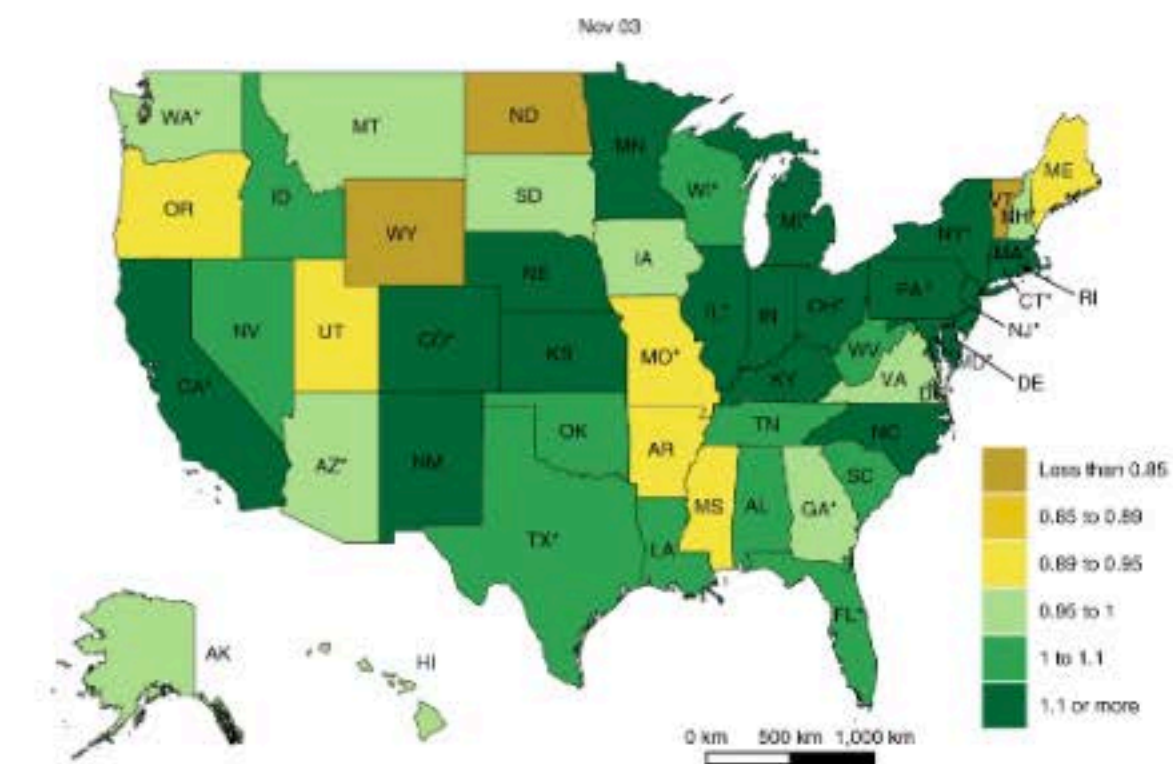 Nov 03
WA*
MT
ND
MN
ME
OR
ID
SD
WI*
MI*
VT
NH*
WY
IA
NY*
MA*
NE
RI
CT*
NV
UT
CO*
KS
IL*
IN
OH*
PA*
NJ*
MO*
WV
VA
MD*
DE
CA*
KY
AZ*
NM
OK
AR
TN
NC
TX*
LA
MS
AL
GA*
SC
FL*
AK
HI
Less than 0.85
0.85 to 0.89
0.89 to 0.95
0.95 to 1
1 to 1.1
1.1 or more
0 km 500 km 1,000 km